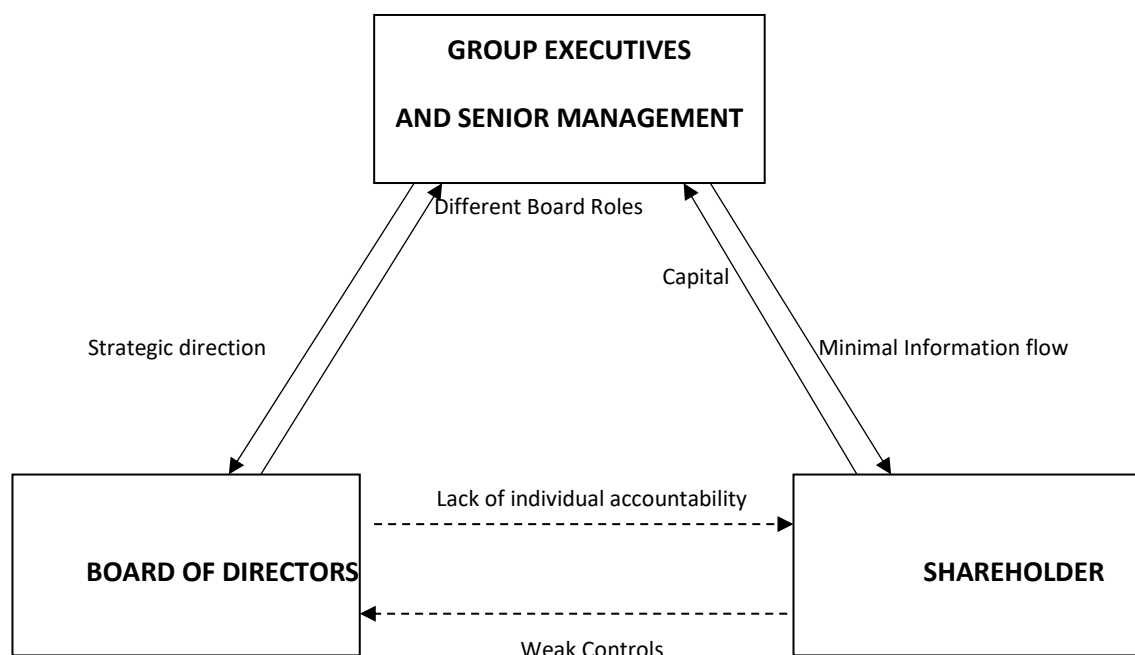 GROUP EXECUTIVES
AND SENIOR MANAGEMENT
Different Board Roles
Capital
Strategic direction
Minimal Information flow
Lack of individual accountability
BOARD OF DIRECTORS
SHAREHOLDER
Weak Controls